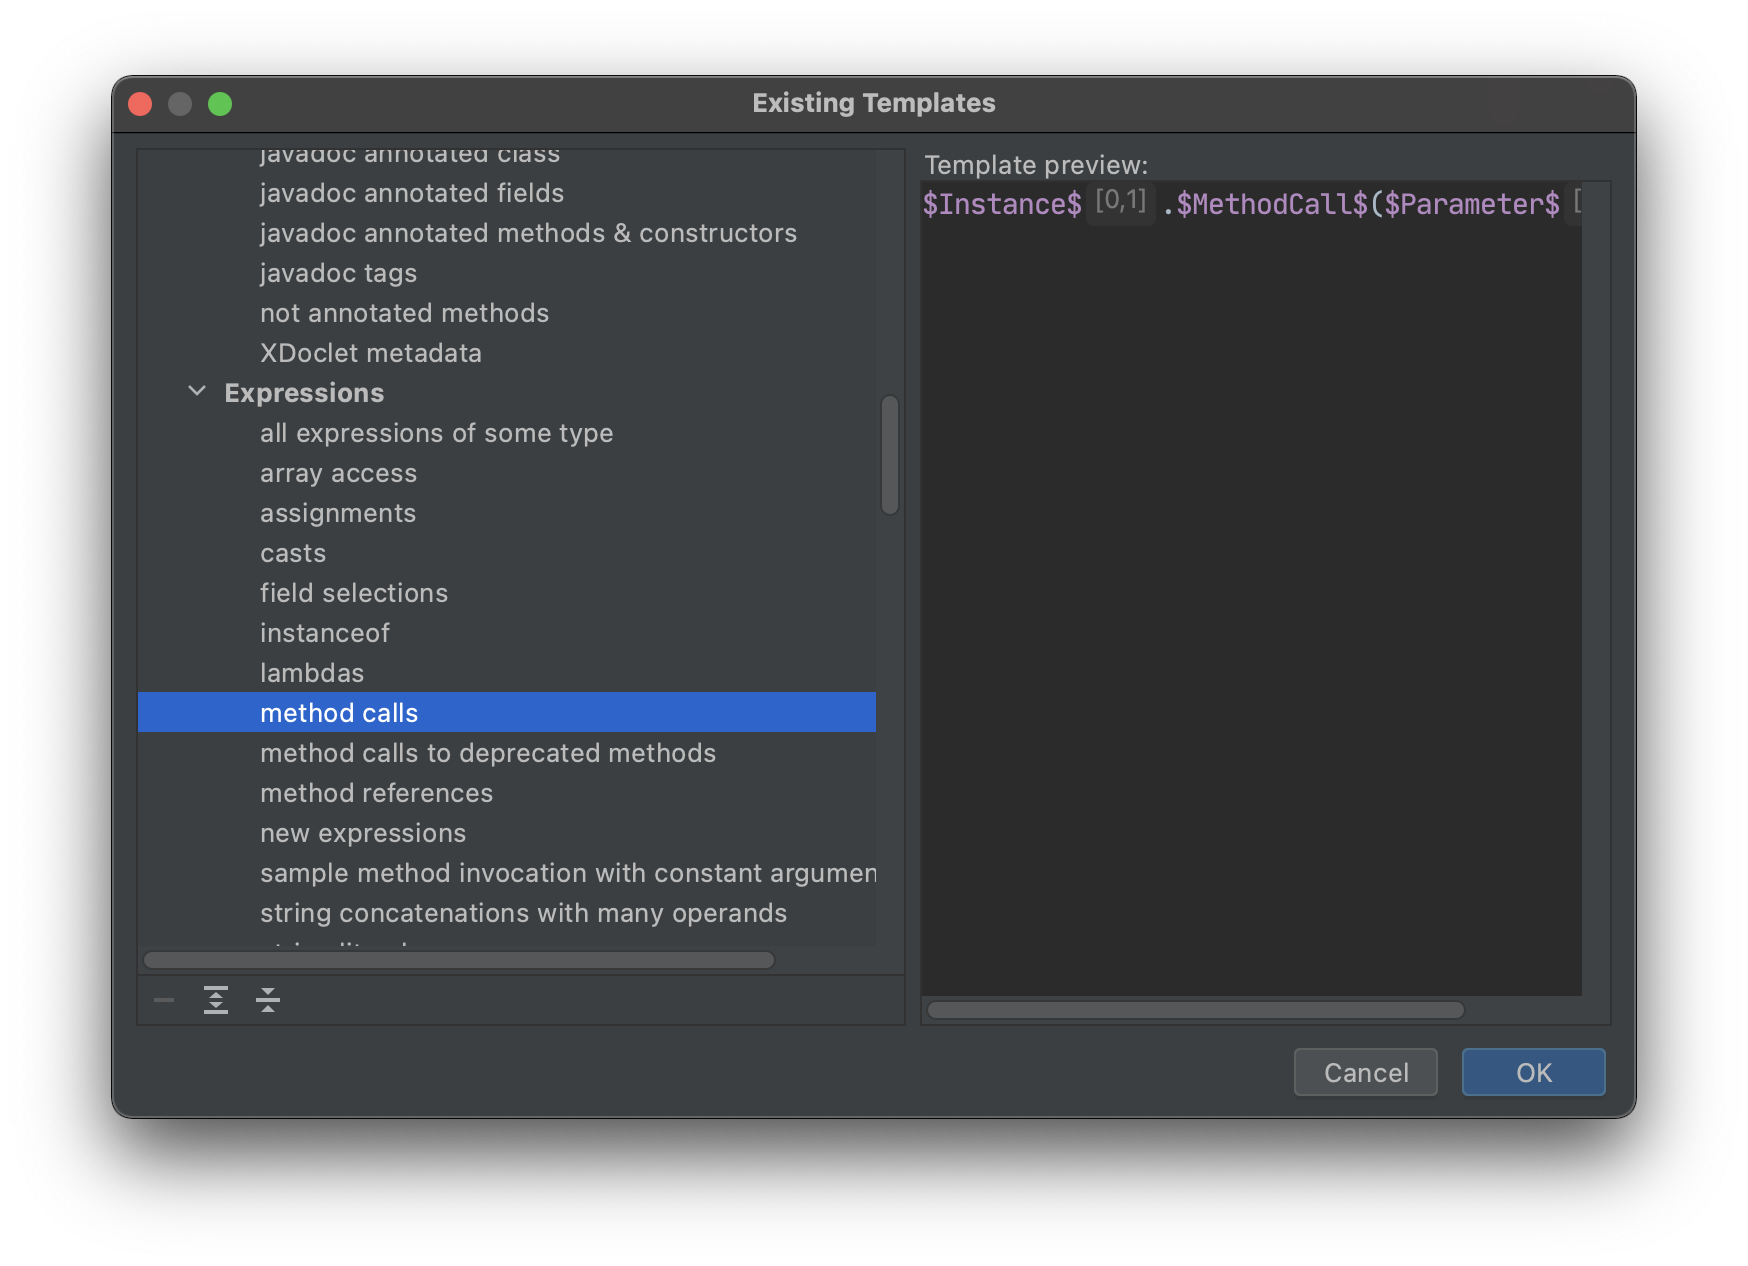 Existing Templates
javadoc annotated class
javadoc annotated fields
javadoc annotated methods & constructors
javadoc tags
not annotated methods
XDoclet metadata
Expressions
all expressions of some type
array access
assignments
casts
field selections
instanceof
lambdas
method calls
method calls to deprecated methods
method references
new expressions
sample method invocation with constant argumen
string concatenations with many operands
Template preview:
$Instance$ [0,1] .$MethodCall$($Parameter$ [
Cancel
OK